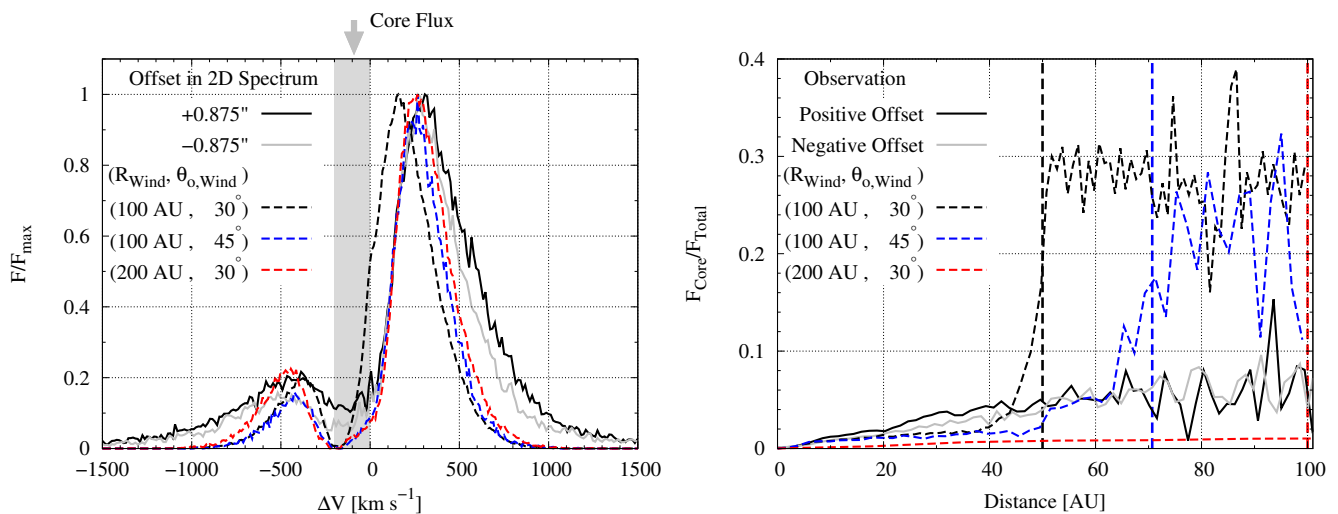 Core Flux
Offset in 2D Spectrum
+0.875"
−0.875"
(R_Wind, θ_o,Wind)
(100 AU , 30°)
(100 AU , 45°)
(200 AU , 30°)
F/F_max
0
0.2
0.4
0.6
0.8
1
−1500 −1000 −500 0 500 1000 1500
ΔV [km s⁻¹]
Observation
Positive Offset
Negative Offset
(R_Wind, θ_o,Wind)
(100 AU , 30°)
(100 AU , 45°)
(200 AU , 30°)
F_Core/F_Total
0
0.1
0.2
0.3
0.4
0 20 40 60 80 100
Distance [AU]